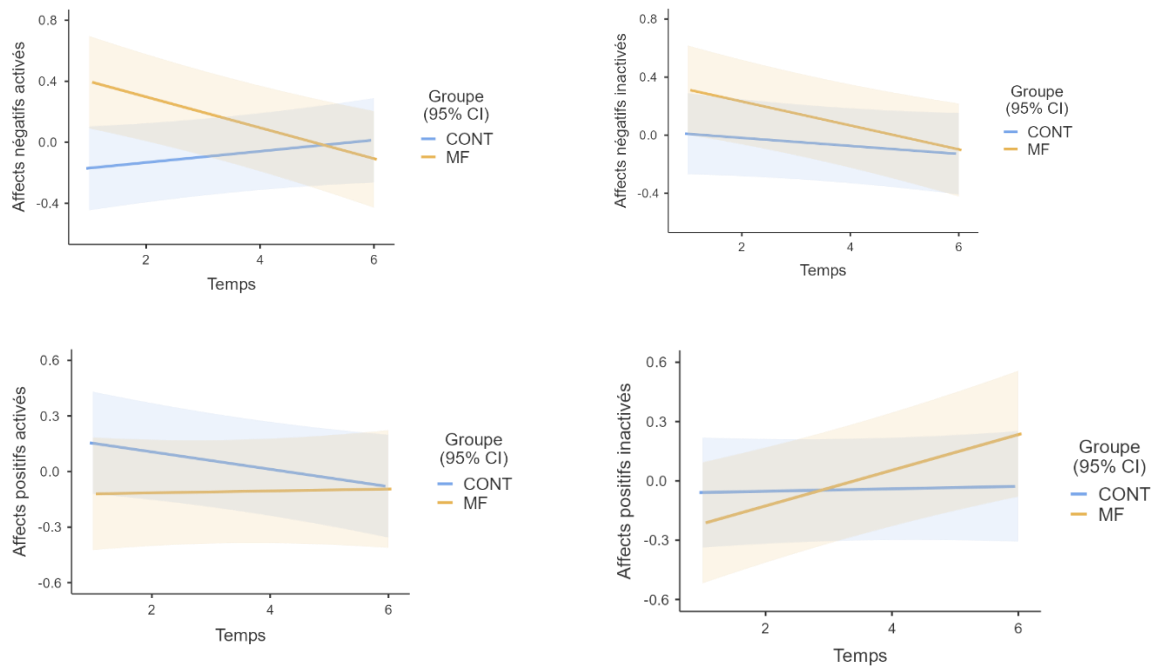 Affects négatifs activés
0.8
0.4
0.0
-0.4
2
4
6
Temps
Groupe
(95% CI)
CONT
MF
Affects négatifs inactivés
0.8
0.4
0.0
-0.4
2
4
6
Temps
Groupe
(95% CI)
CONT
MF
Affects positifs activés
0.6
0.3
0.0
-0.3
-0.6
2
4
6
Temps
Groupe
(95% CI)
CONT
MF
Affects positifs inactivés
0.6
0.3
0.0
-0.3
-0.6
2
4
6
Temps
Groupe
(95% CI)
CONT
MF